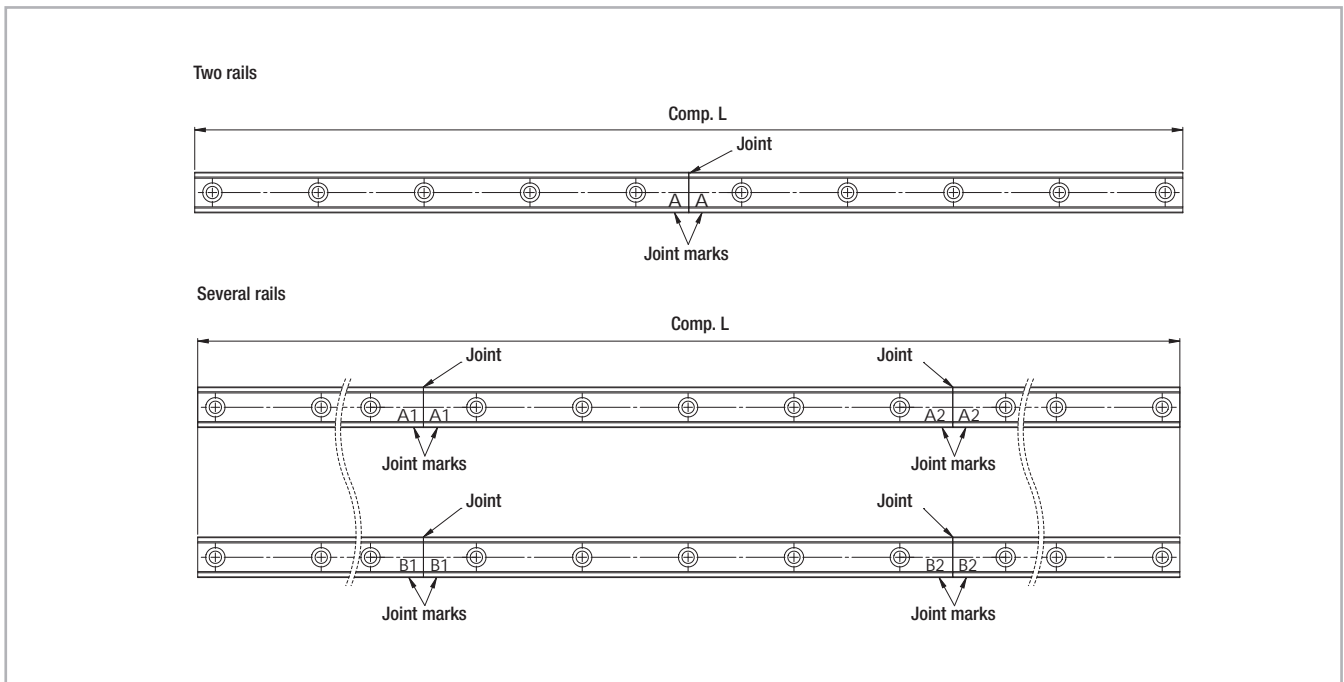 Two rails
Comp. L
Joint
A A
Joint marks
Several rails
Comp. L
Joint Joint
A1 A1 A2 A2
Joint marks Joint marks
Joint Joint
B1 B1 B2 B2
Joint marks Joint marks